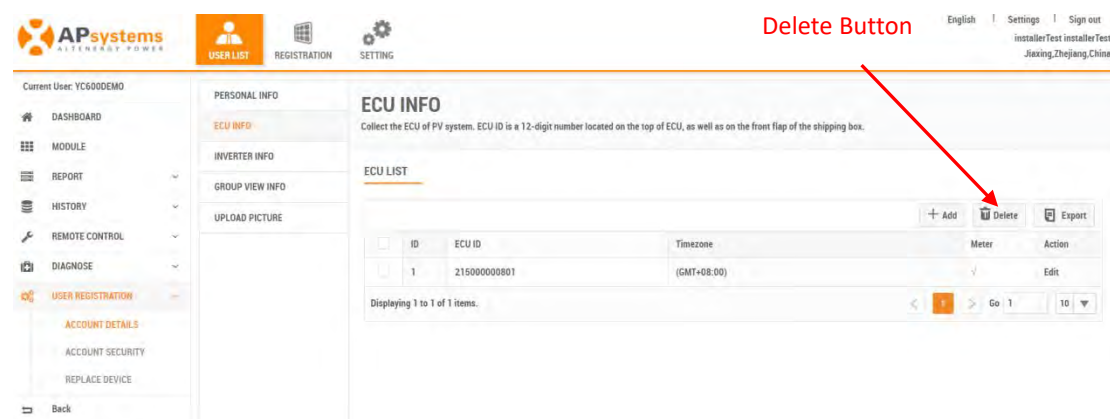 APsystems
ALTENERGY POWER
USER LIST
REGISTRATION
SETTING
Delete Button
English | Settings | Sign out
installerTest installerTest
Jiaxing,Zhejiang,China
Current User: YC600DEMO
DASHBOARD
MODULE
REPORT
HISTORY
REMOTE CONTROL
DIAGNOSE
USER REGISTRATION
ACCOUNT DETAILS
ACCOUNT SECURITY
REPLACE DEVICE
Back
PERSONAL INFO
ECU INFO
INVERTER INFO
GROUP VIEW INFO
UPLOAD PICTURE
ECU INFO
Collect the ECU of PV system. ECU ID is a 12-digit number located on the top of ECU, as well as on the front flap of the shipping box.
ECU LIST
+ Add Delete Export
ID ECU ID Timezone Meter Action
1 215000000801 (GMT+08:00) √ Edit
Displaying 1 to 1 of 1 items.
< 1 > Go 1 10